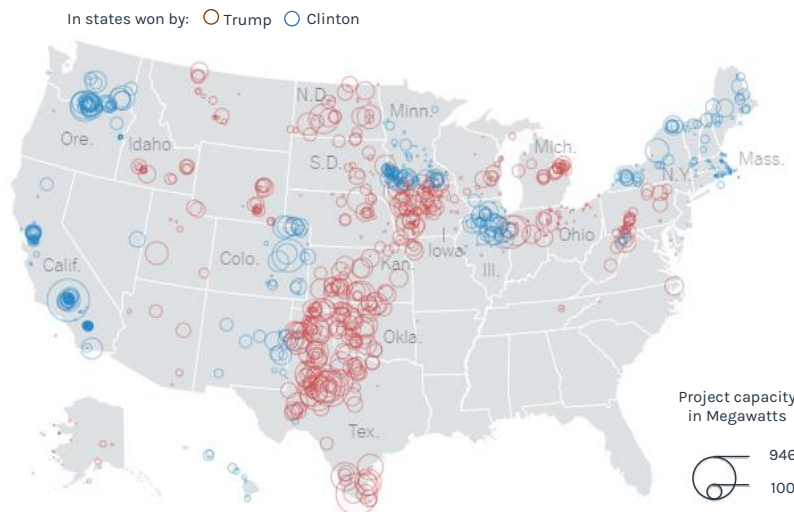 In states won by: Trump Clinton
N.D.
Minn.
Ore.
Idaho
Mich.
Mass.
S.D.
N.Y.
Iowa
Ohio
Calif.
Colo.
Kan.
Ill.
Okla.
Tex.
Project capacity
in Megawatts
946
100